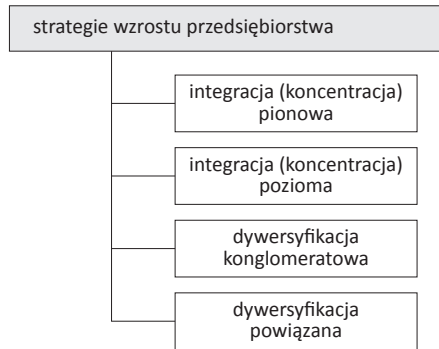 strategie wzrostu przedsiębiorstwa
integracja (koncentracja)
pionowa
integracja (koncentracja)
pozioma
dywersyfikacja
konglomeratowa
dywersyfikacja
powiązana